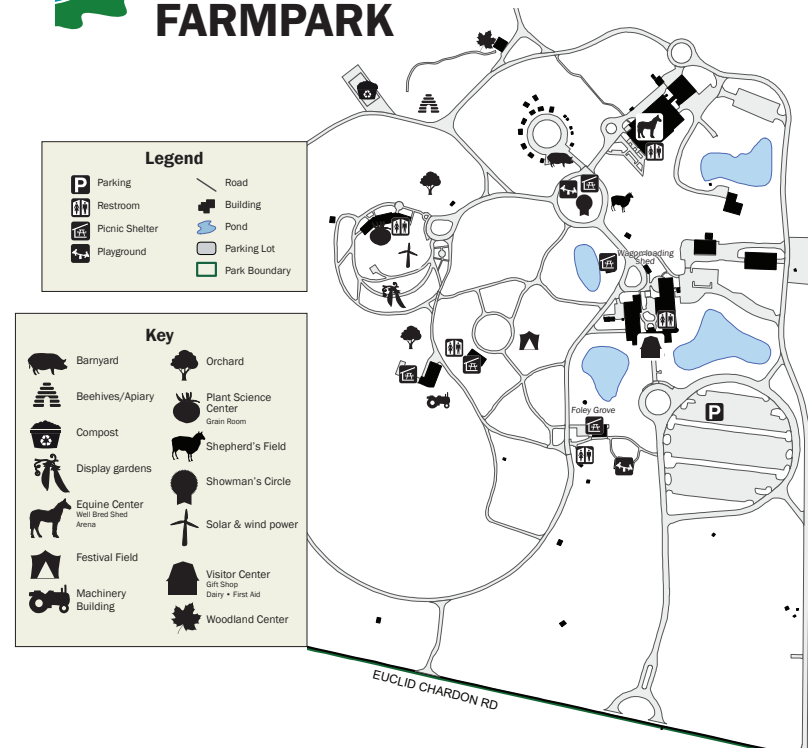 FARMPARK
Legend
P
Parking
Restroom
Picnic Shelter
Playground
Road
Building
Pond
Parking Lot
Park Boundary
Key
Barnyard
Beehives/Apiary
Compost
Display gardens
Equine Center
Well Bred Shed
Arena
Festival Field
Machinery
Building
Orchard
Plant Science
Center
Grain Room
Shepherd's Field
Showman's Circle
Solar & wind power
Visitor Center
Gift Shop
Dairy • First Aid
Woodland Center
Wagon loading
Shed
Foley Grove
P
EUCLID CHARDON RD